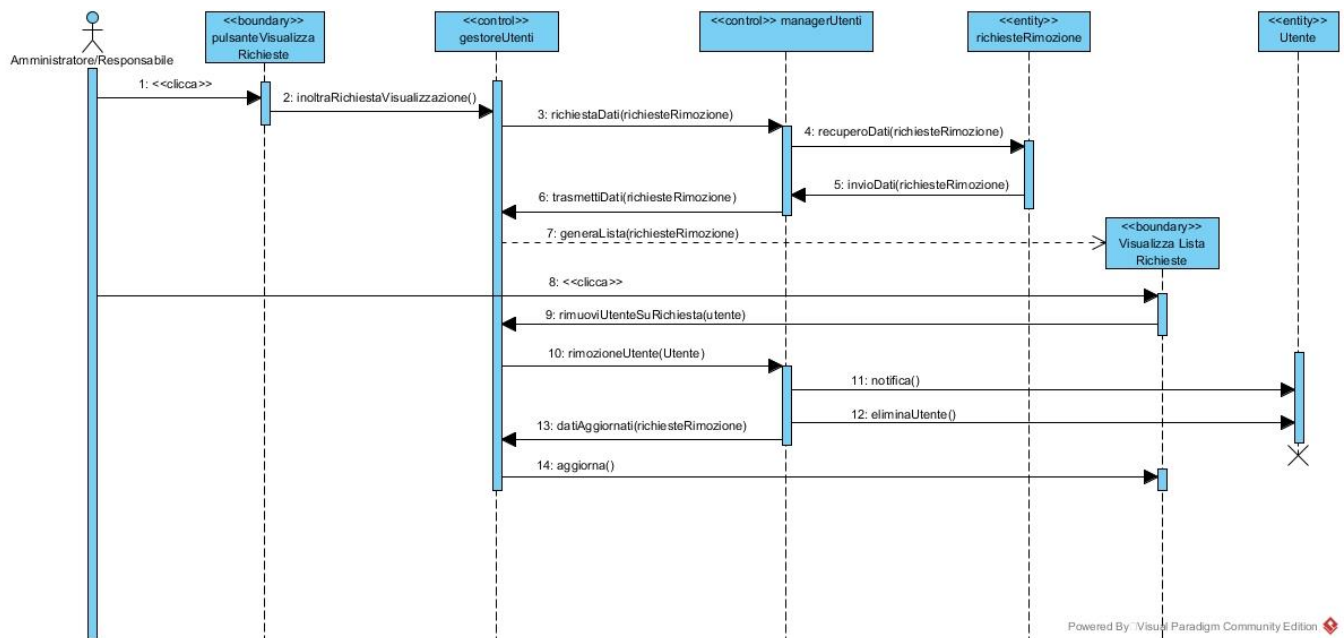 <<boundary>>
pulsanteVisualizza
Richieste
<<control>>
gestoreUtenti
<<control>> managerUtenti
<<entity>>
richiesteRimozione
<<entity>>
Utente
Amministratore/Responsabile
1: <<clicca>>
2: inoltraRichiestaVisualizzazione()
3: richiestaDati(richiesteRimozione)
4: recuperoDati(richiesteRimozione)
5: invioDati(richiesteRimozione)
6: trasmettiDati(richiesteRimozione)
7: generaLista(richiesteRimozione)
<<boundary>>
Visualizza Lista
Richieste
8: <<clicca>>
9: rimuoviUtenteSuRichiesta(utente)
10: rimozioneUtente(Utente)
11: notifica()
12: eliminaUtente()
13: datiAggiornati(richiesteRimozione)
14: aggiorna()
Powered By Visual Paradigm Community Edition